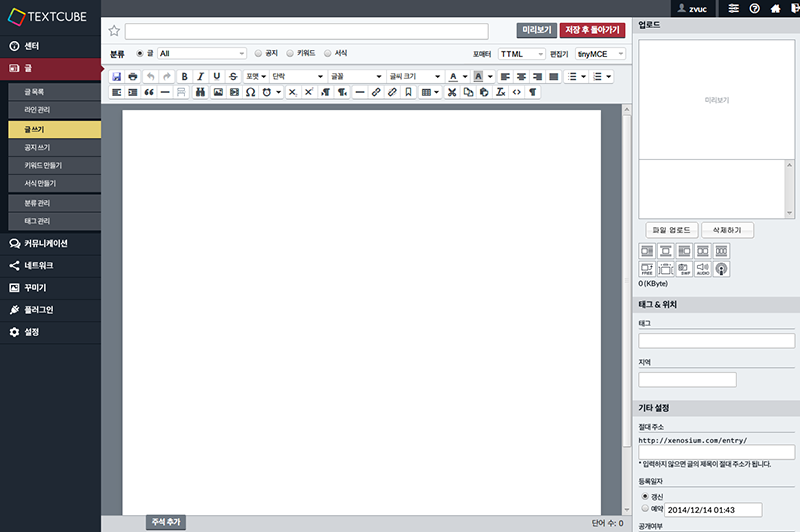 TEXTCUBE
센터
글
글 목록
라인 관리
글 쓰기
공지 쓰기
키워드 만들기
서식 만들기
분류 관리
태그 관리
커뮤니케이션
네트워크
꾸미기
플러그인
설정
미리보기
저장 후 돌아가기
분류 글 All 공지 키워드 서식
포매터 TTML 편집기 tinyMCE
B I U S 포맷 단락 글꼴 글씨 크기 A A
주석 추가
단어 수: 0
zvuc
업로드
미리보기
파일 업로드 삭제하기
FREE SWF AUDIO
0 (KByte)
태그 & 위치
태그
지역
기타 설정
절대 주소
http://xenosium.com/entry/
* 입력하지 않으면 글의 제목이 절대 주소가 됩니다.
등록일자
갱신
예약 2014/12/14 01:43
공개여부